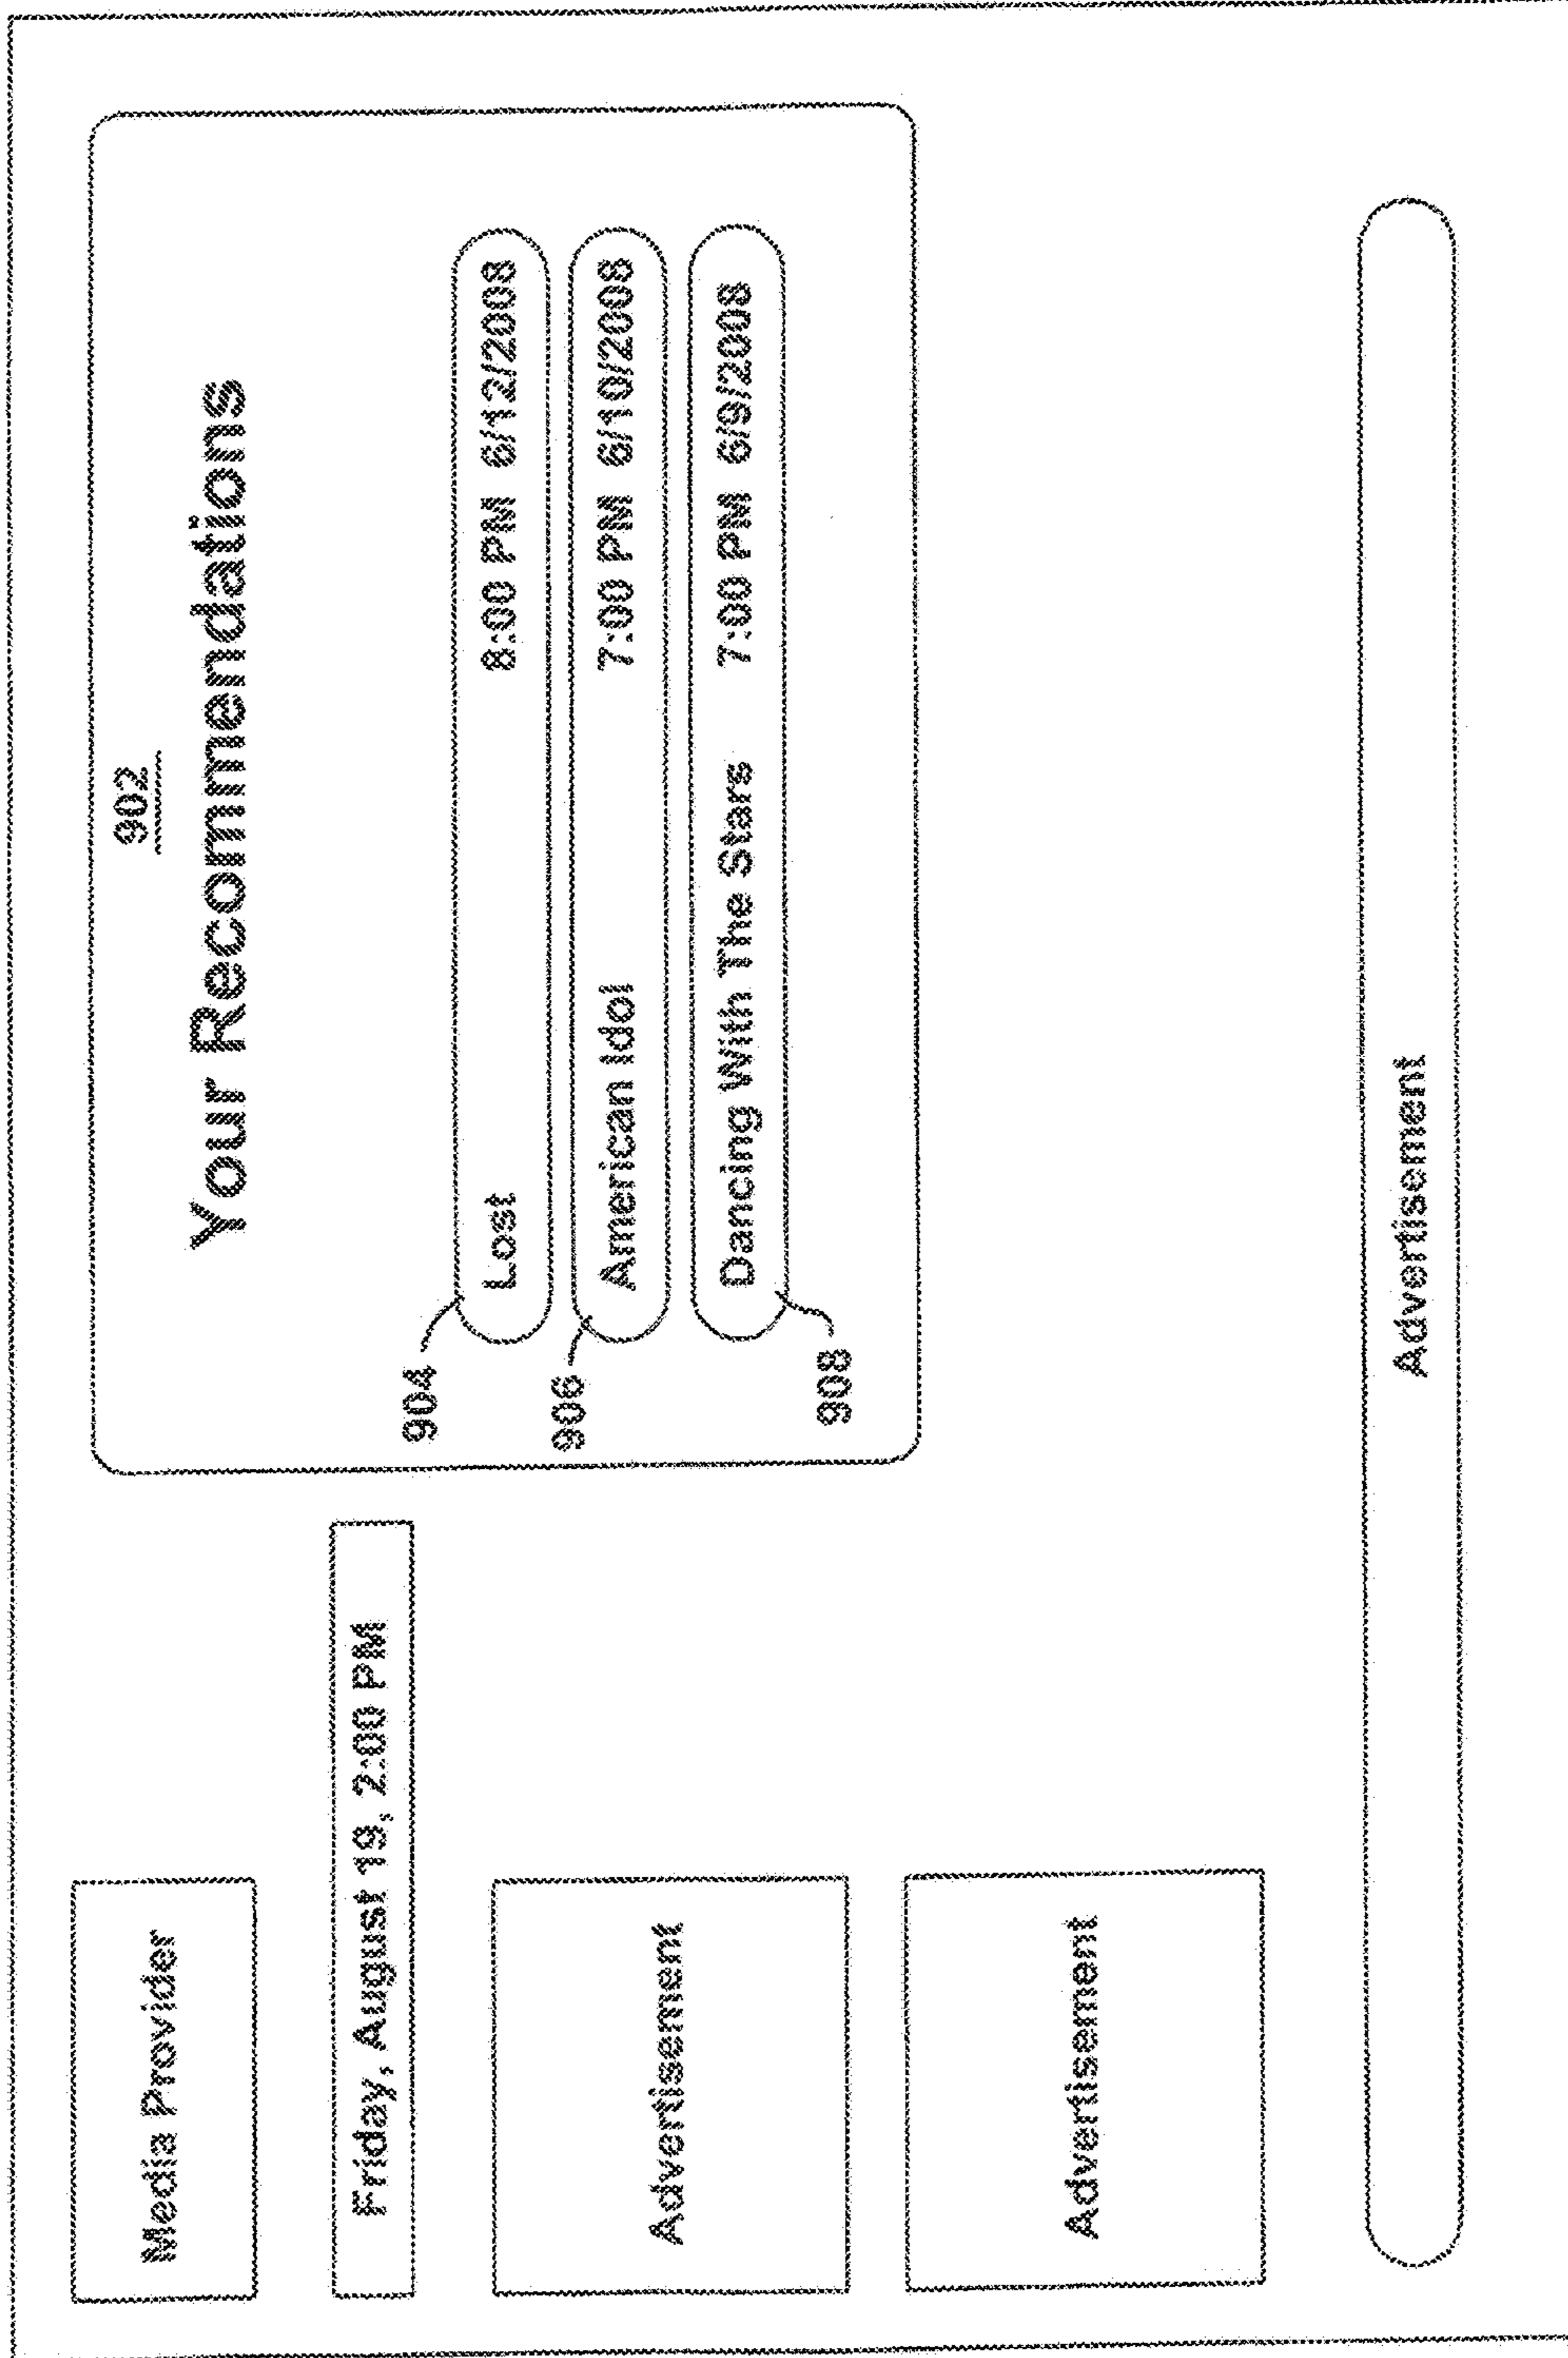 Media Provider
Friday, August 19, 2:00 PM
Advertisement
Advertisement
902
Your Recommendations
904
Lost 8:00 PM 6/12/2008
906
American Idol 7:00 PM 6/10/2008
Dancing With The Stars 7:00 PM 6/9/2008
908
Advertisement